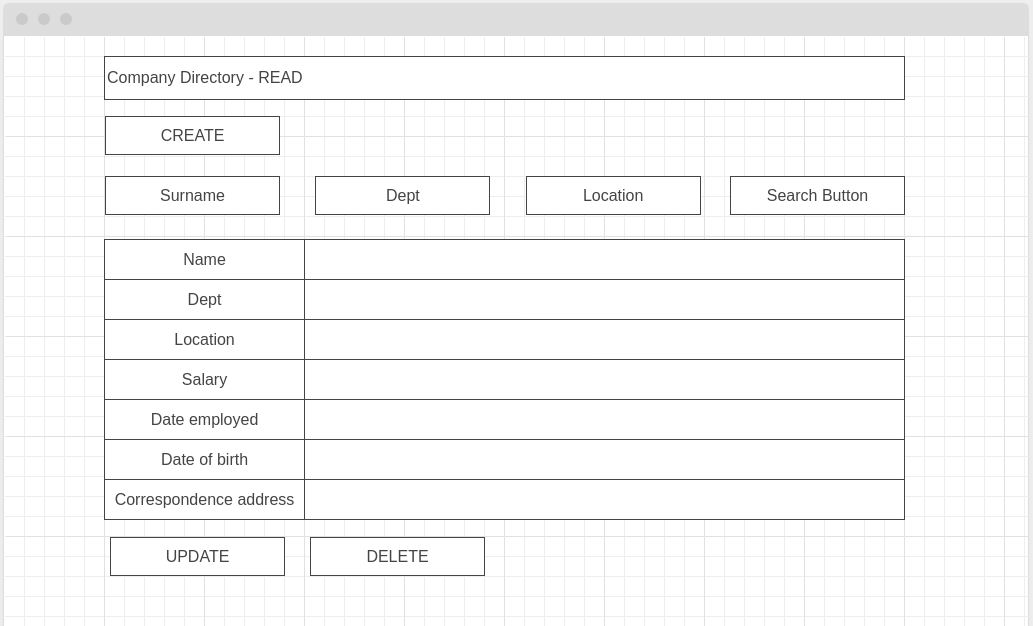 Company Directory - READ
CREATE
Surname
Dept
Location
Search Button
Name
Dept
Location
Salary
Date employed
Date of birth
Correspondence address
UPDATE
DELETE